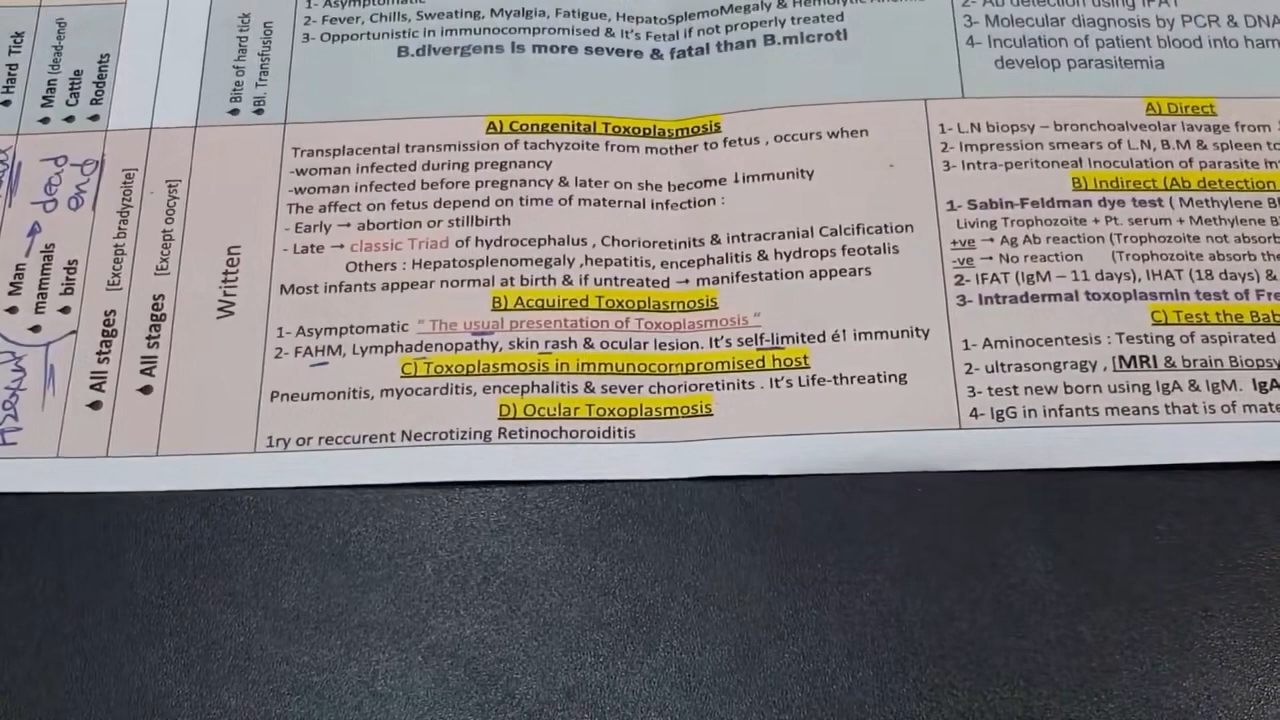 Hard Tick
Man (dead-end)
Cattle
Rodents
Bite of hard tick
Bl. Transfusion
1- Asymptomatic
2- Fever, Chills, Sweating, Myalgia, Fatigue, HepatoSplemoMegaly &
3- Opportunistic in immunocompromised & It's Fetal if not properly treated
B.divergens is more severe & fatal than B.microti
2- Ab detection using IFAT
3- Molecular diagnosis by PCR & DNA
4- Inculation of patient blood into ham
develop parasitemia
Man → dead end
mammals
birds
All stages [Except bradyzoite]
All stages [Except oocyst]
Written
A) Congenital Toxoplasmosis
Transplacental transmission of tachyzoite from mother to fetus , occurs when
-woman infected during pregnancy
-woman infected before pregnancy & later on she become ↓immunity
The affect on fetus depend on time of maternal infection :
- Early → abortion or stillbirth
- Late → classic Triad of hydrocephalus , Chorioretinits & intracranial Calcification
Others : Hepatosplenomegaly ,hepatitis, encephalitis & hydrops feotalis
Most infants appear normal at birth & if untreated → manifestation appears
B) Acquired Toxoplasmosis
1- Asymptomatic " The usual presentation of Toxoplasmosis "
2- FAHM, Lymphadenopathy, skin rash & ocular lesion. It's self-limited é↑ immunity
C) Toxoplasmosis in immunocompromised host
Pneumonitis, myocarditis, encephalitis & sever chorioretinits . It's Life-threating
D) Ocular Toxoplasmosis
1ry or reccurent Necrotizing Retinochoroiditis
A) Direct
1- L.N biopsy – bronchoalveolar lavage from
2- Impression smears of L.N, B.M & spleen
3- Intra-peritoneal Inoculation of parasite
B) Indirect (Ab detection
1- Sabin-Feldman dye test ( Methylene
Living Trophozoite + Pt. serum + Methylene
+ve → Ag Ab reaction (Trophozoite not absorb
-ve → No reaction (Trophozoite absorb the
2- IFAT (IgM – 11 days), IHAT (18 days) &
3- Intradermal toxoplasmin test of
C) Test the
1- Aminocentesis : Testing of aspirated
2- ultrasongragy , [MRI & brain Biopsy
3- test new born using IgA & IgM. IgA
4- IgG in infants means that is of